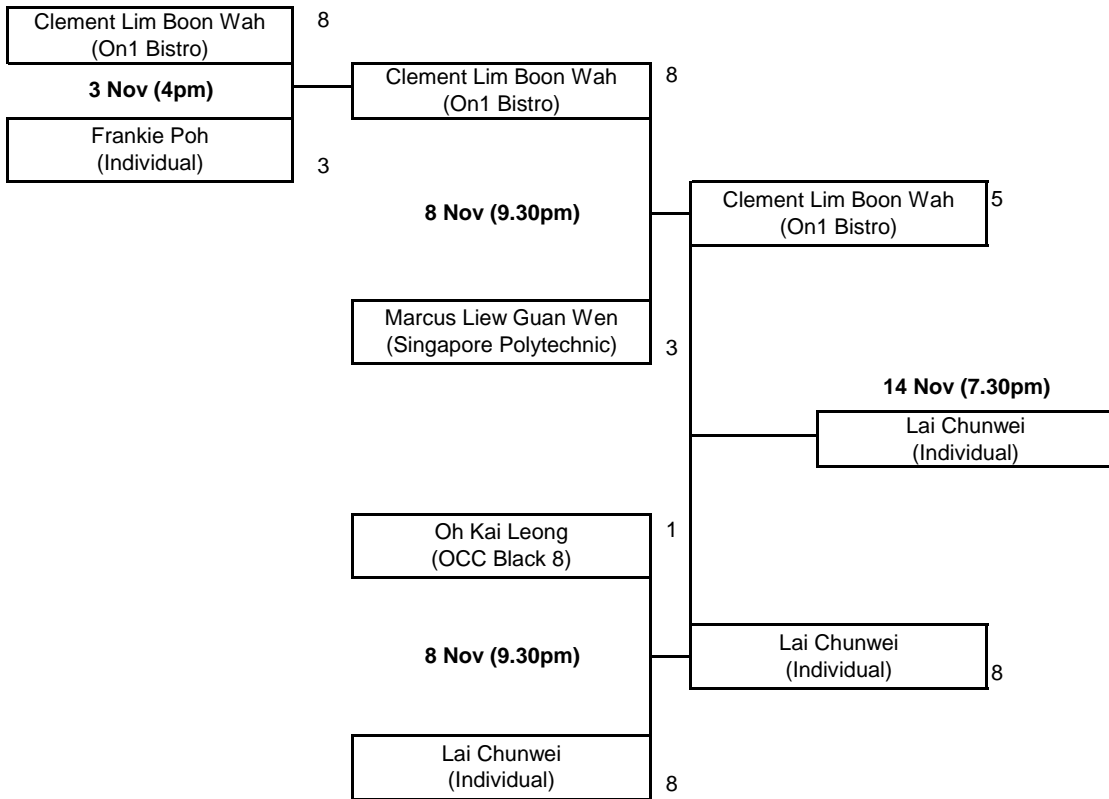 Clement Lim Boon Wah
(On1 Bistro)
8
3 Nov (4pm)
Frankie Poh
(Individual)
3
Clement Lim Boon Wah
(On1 Bistro)
8
8 Nov (9.30pm)
Marcus Liew Guan Wen
(Singapore Polytechnic)
3
Clement Lim Boon Wah
(On1 Bistro)
5
14 Nov (7.30pm)
Lai Chunwei
(Individual)
Oh Kai Leong
(OCC Black 8)
1
8 Nov (9.30pm)
Lai Chunwei
(Individual)
8
Lai Chunwei
(Individual)
8